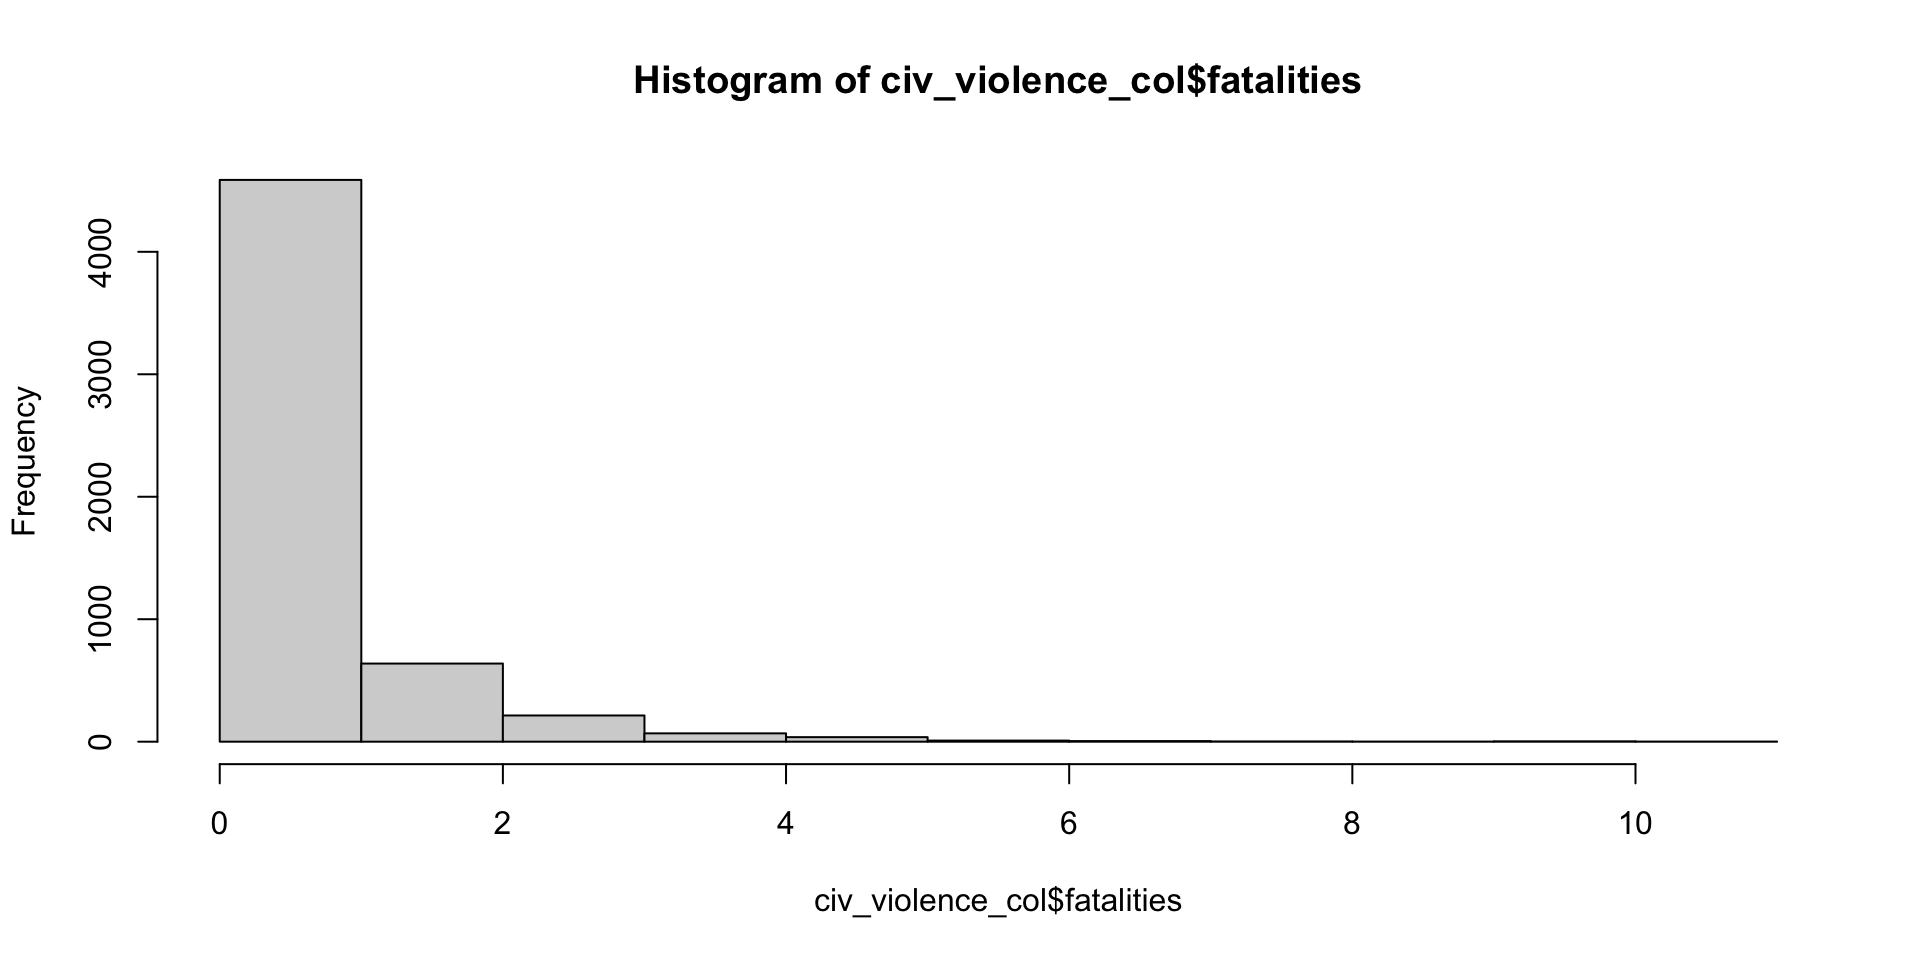 Histogram of civ_violence_col$fatalities
Frequency
4000
3000
2000
1000
0
0 2 4 6 8 10
civ_violence_col$fatalities